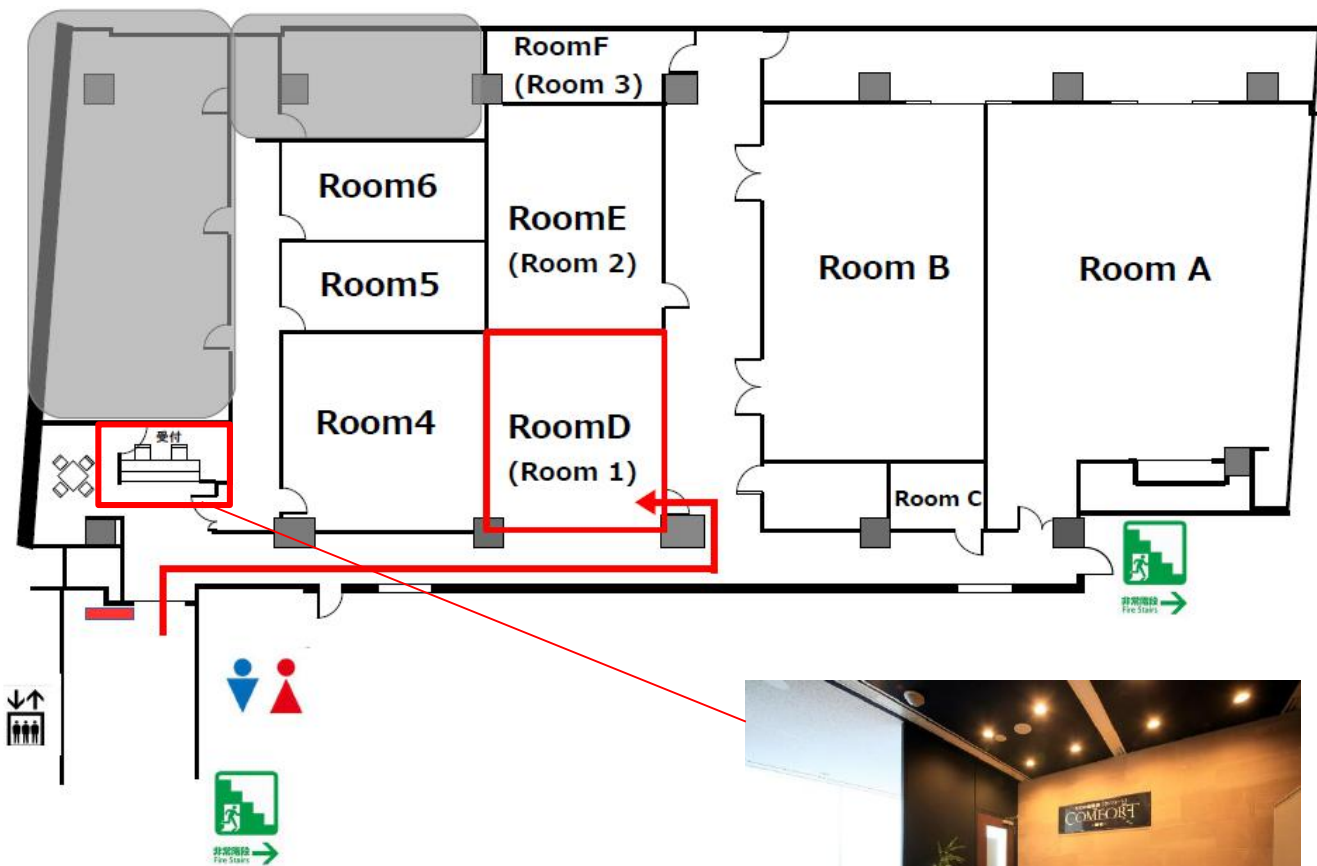 RoomF
(Room 3)
Room6
RoomE
(Room 2)
Room5
Room B
Room A
Room4
RoomD
(Room 1)
受付
Room C
非常階段
Fire Stairs
非常階段
Fire Stairs
COMFORT